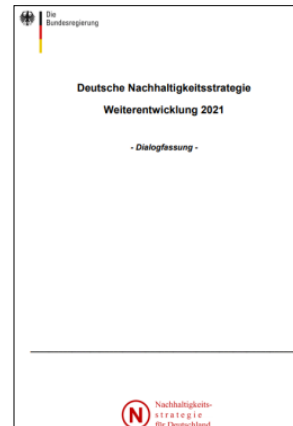 Die
Bundesregierung
Deutsche Nachhaltigkeitsstrategie
Weiterentwicklung 2021
- Dialogfassung -
N
Nachhaltigkeits-
strategie
für Deutschland